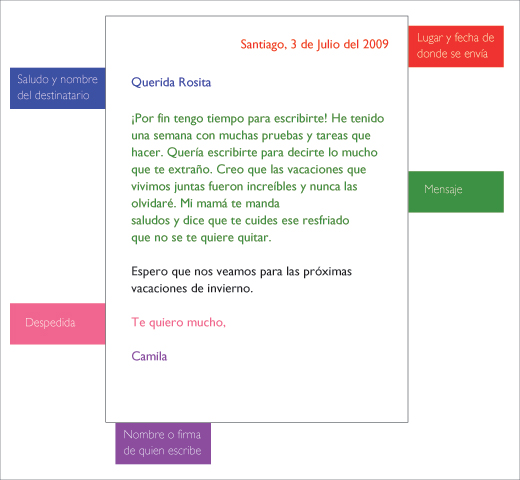 Santiago, 3 de Julio del 2009
Lugar y fecha de
donde se envía
Saludo y nombre
del destinatario
Querida Rosita
¡Por fin tengo tiempo para escribirte! He tenido
una semana con muchas pruebas y tareas que
hacer. Quería escribirte para decirte lo mucho
que te extraño. Creo que las vacaciones que
vivimos juntas fueron increíbles y nunca las
olvidaré. Mi mamá te manda
saludos y dice que te cuides ese resfriado
que no se te quiere quitar.
Mensaje
Espero que nos veamos para las próximas
vacaciones de invierno.
Despedida
Te quiero mucho,
Camila
Nombre o firma
de quien escribe